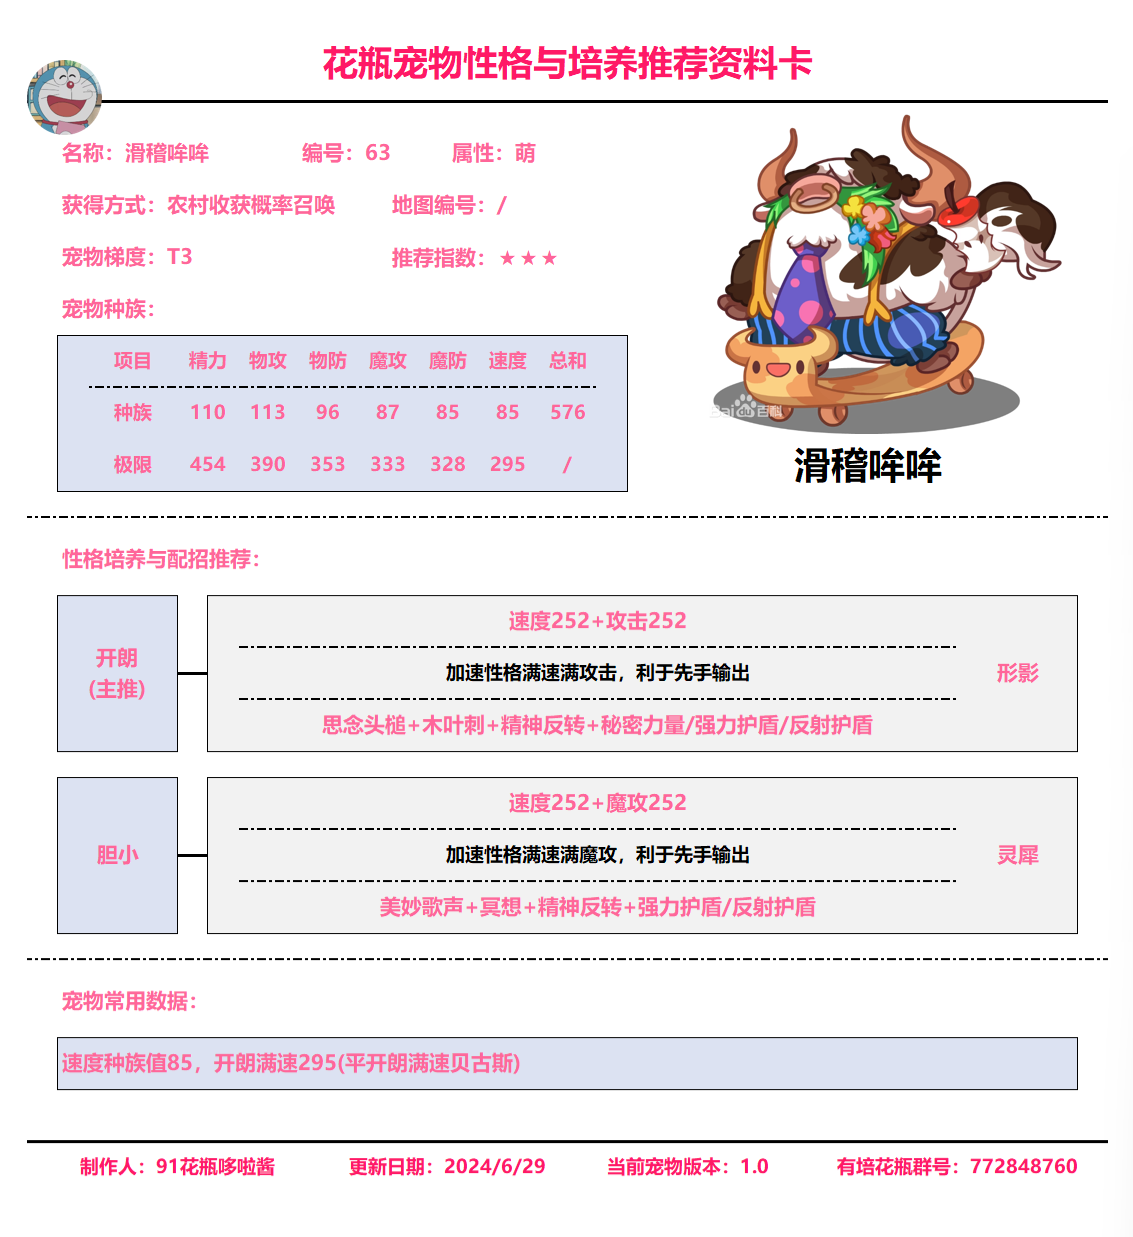 花瓶宠物性格与培养推荐资料卡
名称：滑稽哞哞 编号：63 属性：萌
获得方式：农村收获概率召唤 地图编号：/
宠物梯度：T3 推荐指数：★★★
宠物种族：
项目 精力 物攻 物防 魔攻 魔防 速度 总和
种族 110 113 96 87 85 85 576
极限 454 390 353 333 328 295 /
Bai du 百科
滑稽哞哞
性格培养与配招推荐：
开朗
(主推)
速度252+攻击252
加速性格满速满攻击，利于先手输出
思念头槌+木叶刺+精神反转+秘密力量/强力护盾/反射护盾
形影
胆小
速度252+魔攻252
加速性格满速满魔攻，利于先手输出
美妙歌声+冥想+精神反转+强力护盾/反射护盾
灵犀
宠物常用数据：
速度种族值85，开朗满速295(平开朗满速贝古斯)
制作人：91花瓶哆啦酱 更新日期：2024/6/29 当前宠物版本：1.0 有培花瓶群号：772848760